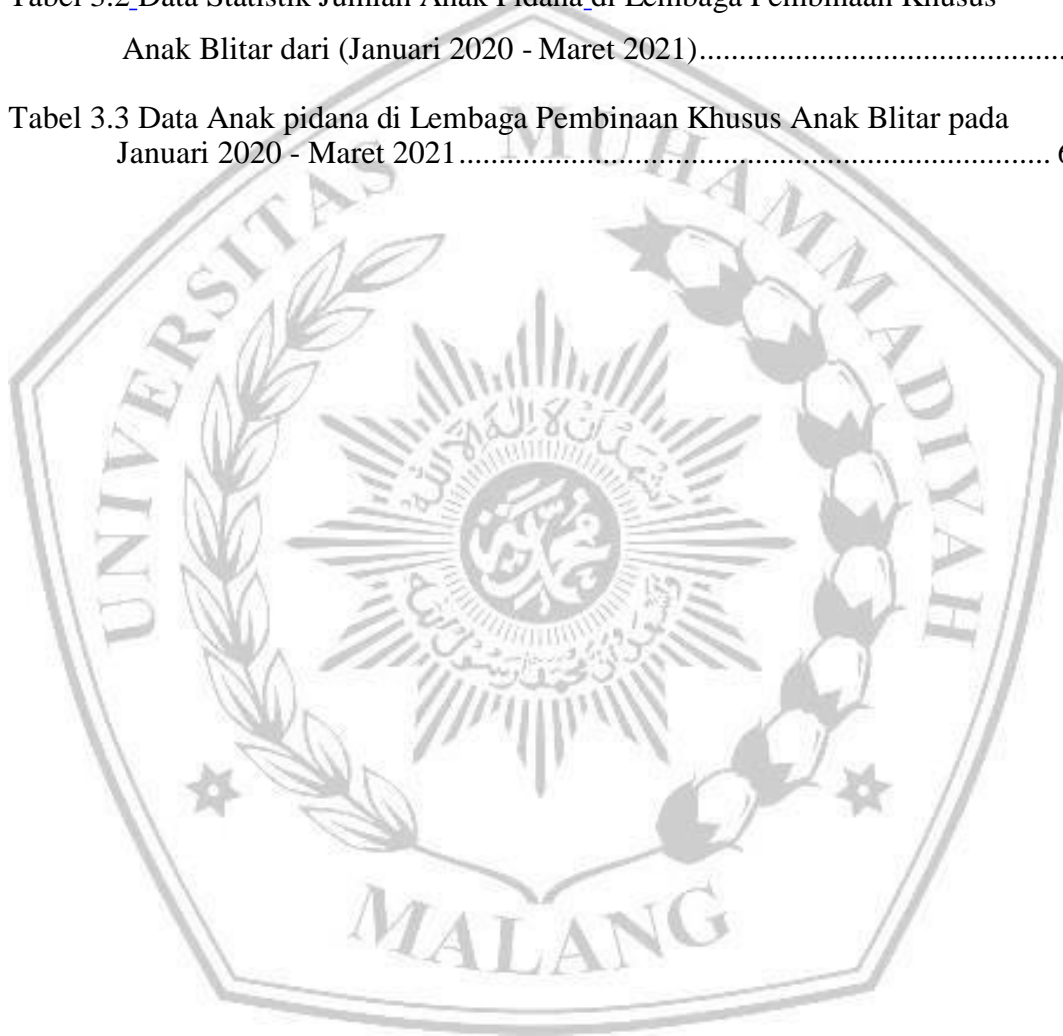 Tabel 3.2 Data Statistik Jumlah Anak Pidana di Lembaga Pembinaan Khusus
Anak Blitar dari (Januari 2020 - Maret 2021)....................................................
Tabel 3.3 Data Anak pidana di Lembaga Pembinaan Khusus Anak Blitar pada
Januari 2020 - Maret 2021.................................................................................... 6
UNIVERSITAS MUHAMMADIYAH
MALANG